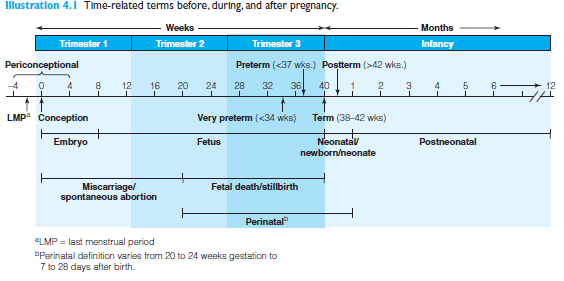 Illustration 4.1 Time-related terms before, during, and after pregnancy.
Weeks Months
Trimester 1 Trimester 2 Trimester 3 Infancy
Periconceptional Preterm (<37 wks.) Postterm (>42 wks.)
–4 0 4 8 12 16 20 24 28 32 36 40 1 2 3 4 5 6 12
LMPª Conception Very preterm (<34 wks) Term (38–42 wks)
Embryo Fetus Neonatal/ Postneonatal
newborn/neonate
Miscarriage/ Fetal death/stillbirth
spontaneous abortion
Perinatalᵇ
ªLMP = last menstrual period
ᵇPerinatal definition varies from 20 to 24 weeks gestation to
7 to 28 days after birth.